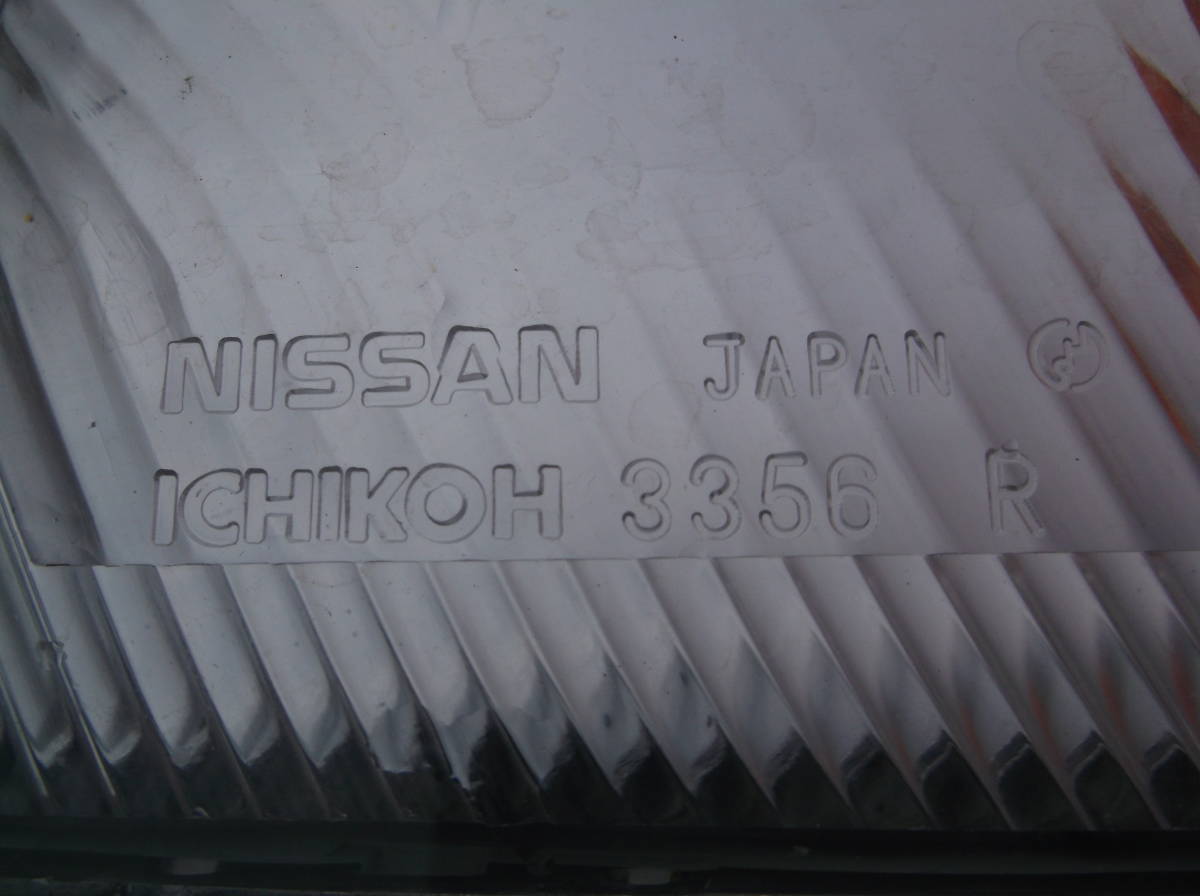 NISSAN JAPAN
ICHIKOH 3356 R